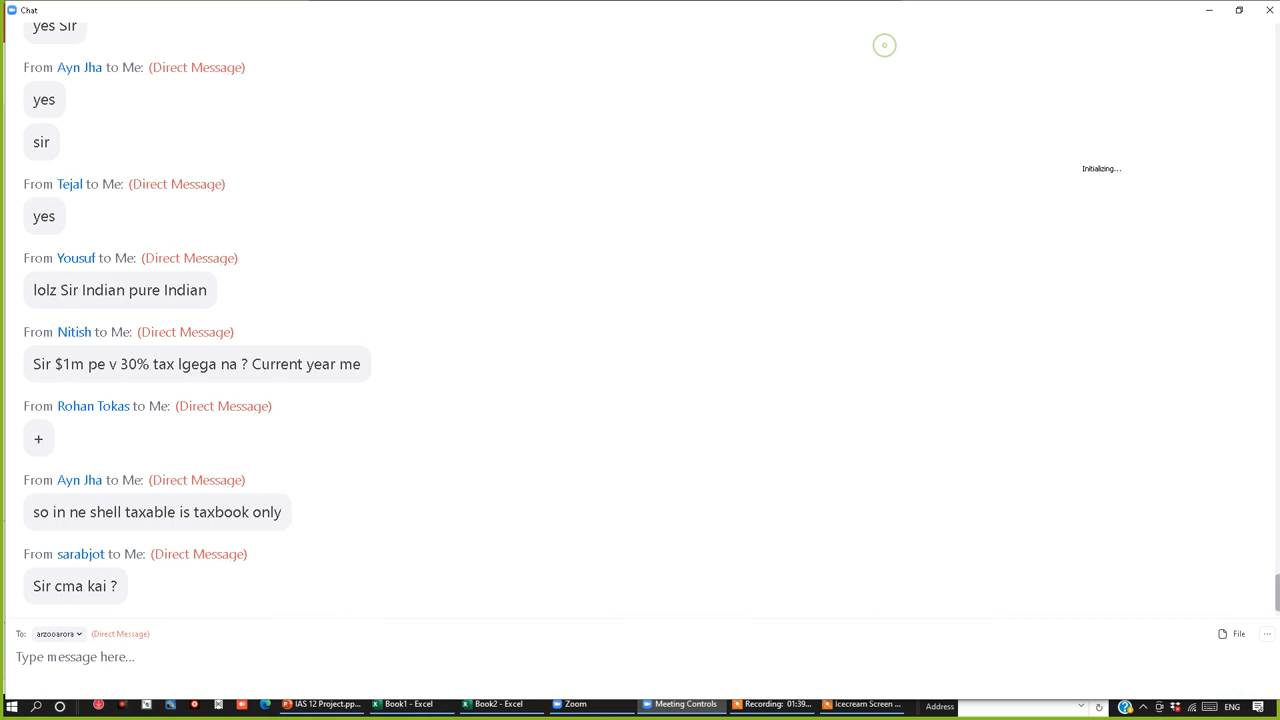 Chat
yes Sir
From Ayn Jha to Me: (Direct Message)
yes
sir
From Tejal to Me: (Direct Message)
yes
From Yousuf to Me: (Direct Message)
lolz Sir Indian pure Indian
From Nitish to Me: (Direct Message)
Sir $1m pe v 30% tax lgega na ? Current year me
From Rohan Tokas to Me: (Direct Message)
+
From Ayn Jha to Me: (Direct Message)
so in ne shell taxable is taxbook only
From sarabjot to Me: (Direct Message)
Sir cma kai ?
Initializing...
To: arzooarora (Direct Message)
File
Type message here...
IAS 12 Project.pp... Book1 - Excel Book2 - Excel Zoom Meeting Controls Recording: 01:39... Icecream Screen ... Address ENG